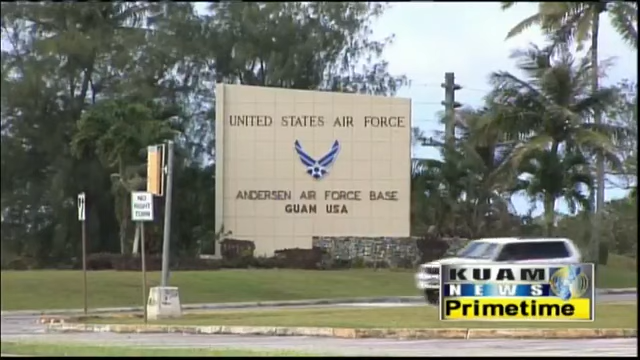 UNITED STATES AIR FORCE
ANDERSEN AIR FORCE BASE
GUAM USA
NO
RIGHT
TURN
KUAM
NEWS
Primetime